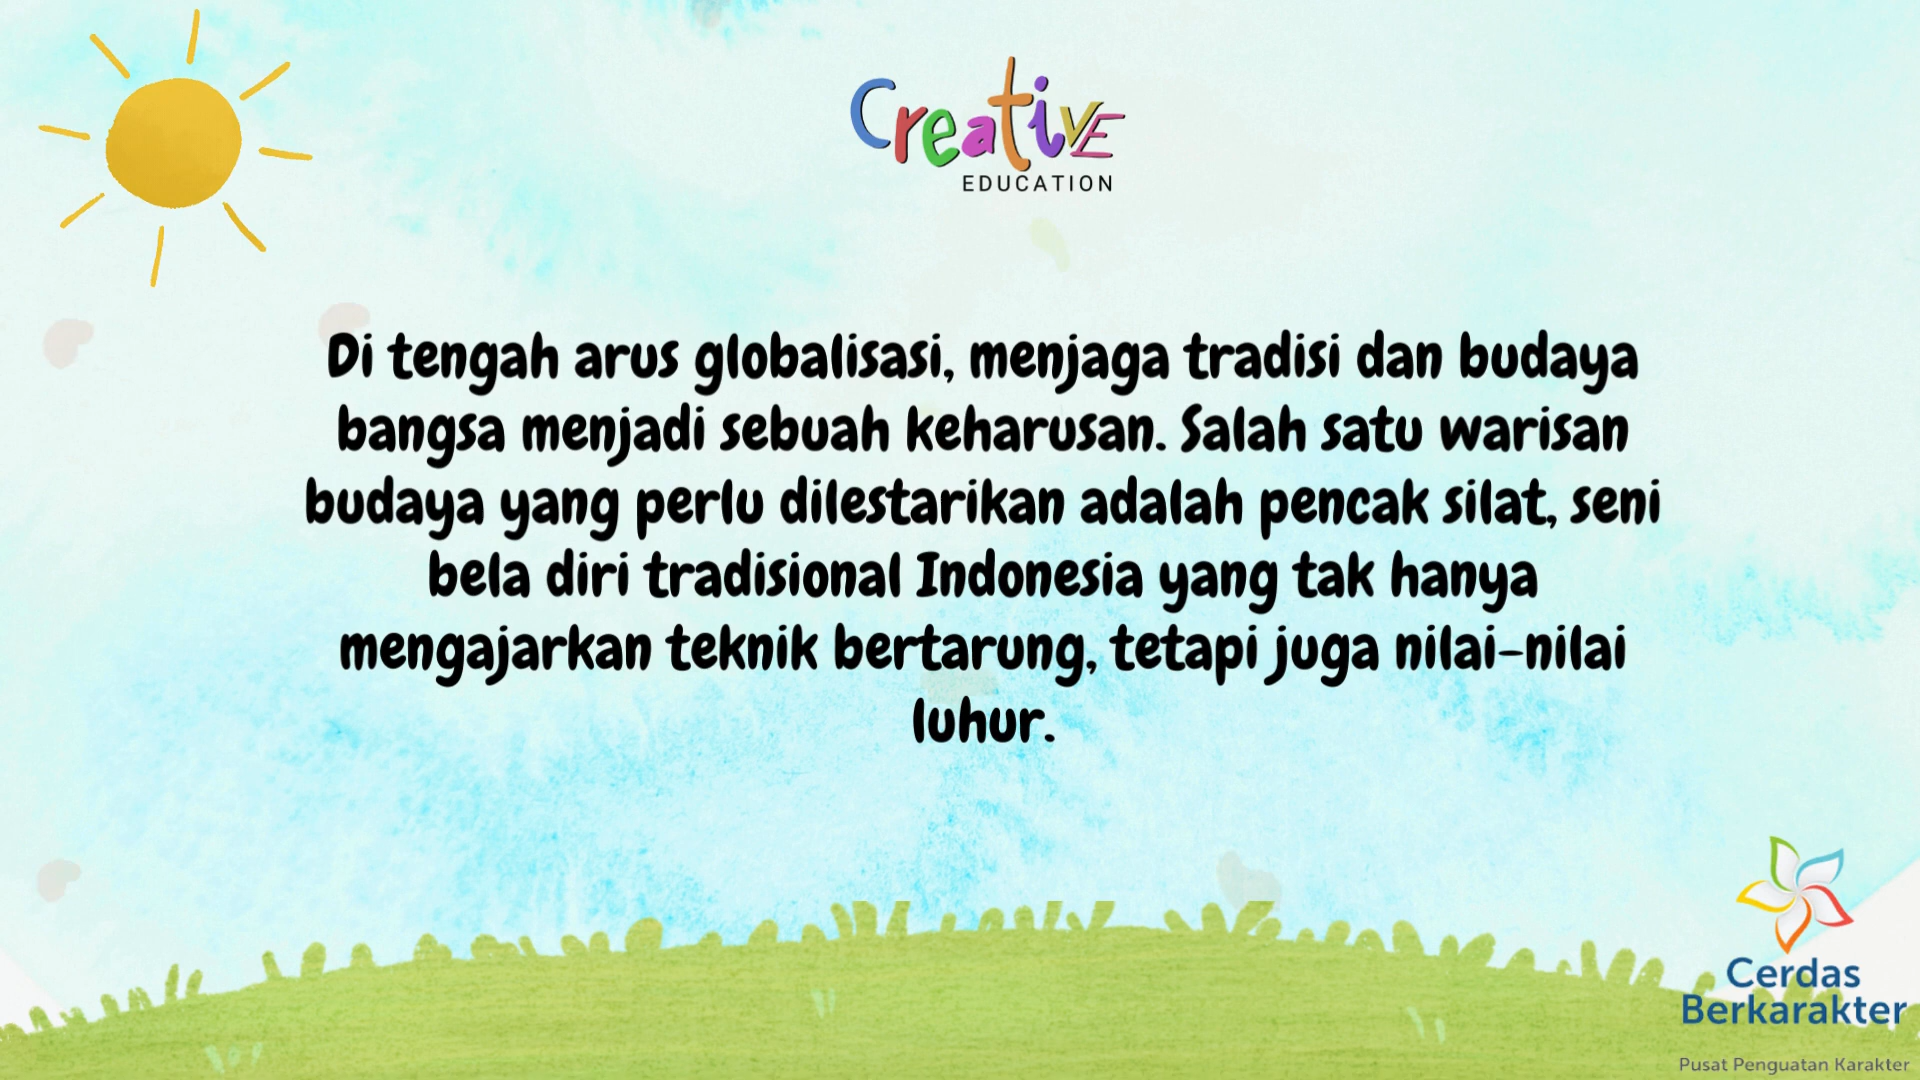 Creative
EDUCATION
Di tengah arus globalisasi, menjaga tradisi dan budaya
bangsa menjadi sebuah keharusan. Salah satu warisan
budaya yang perlu dilestarikan adalah pencak silat, seni
bela diri tradisional Indonesia yang tak hanya
mengajarkan teknik bertarung, tetapi juga nilai-nilai
luhur.
Cerdas
Berkarakter
Pusat Penguatan Karakter